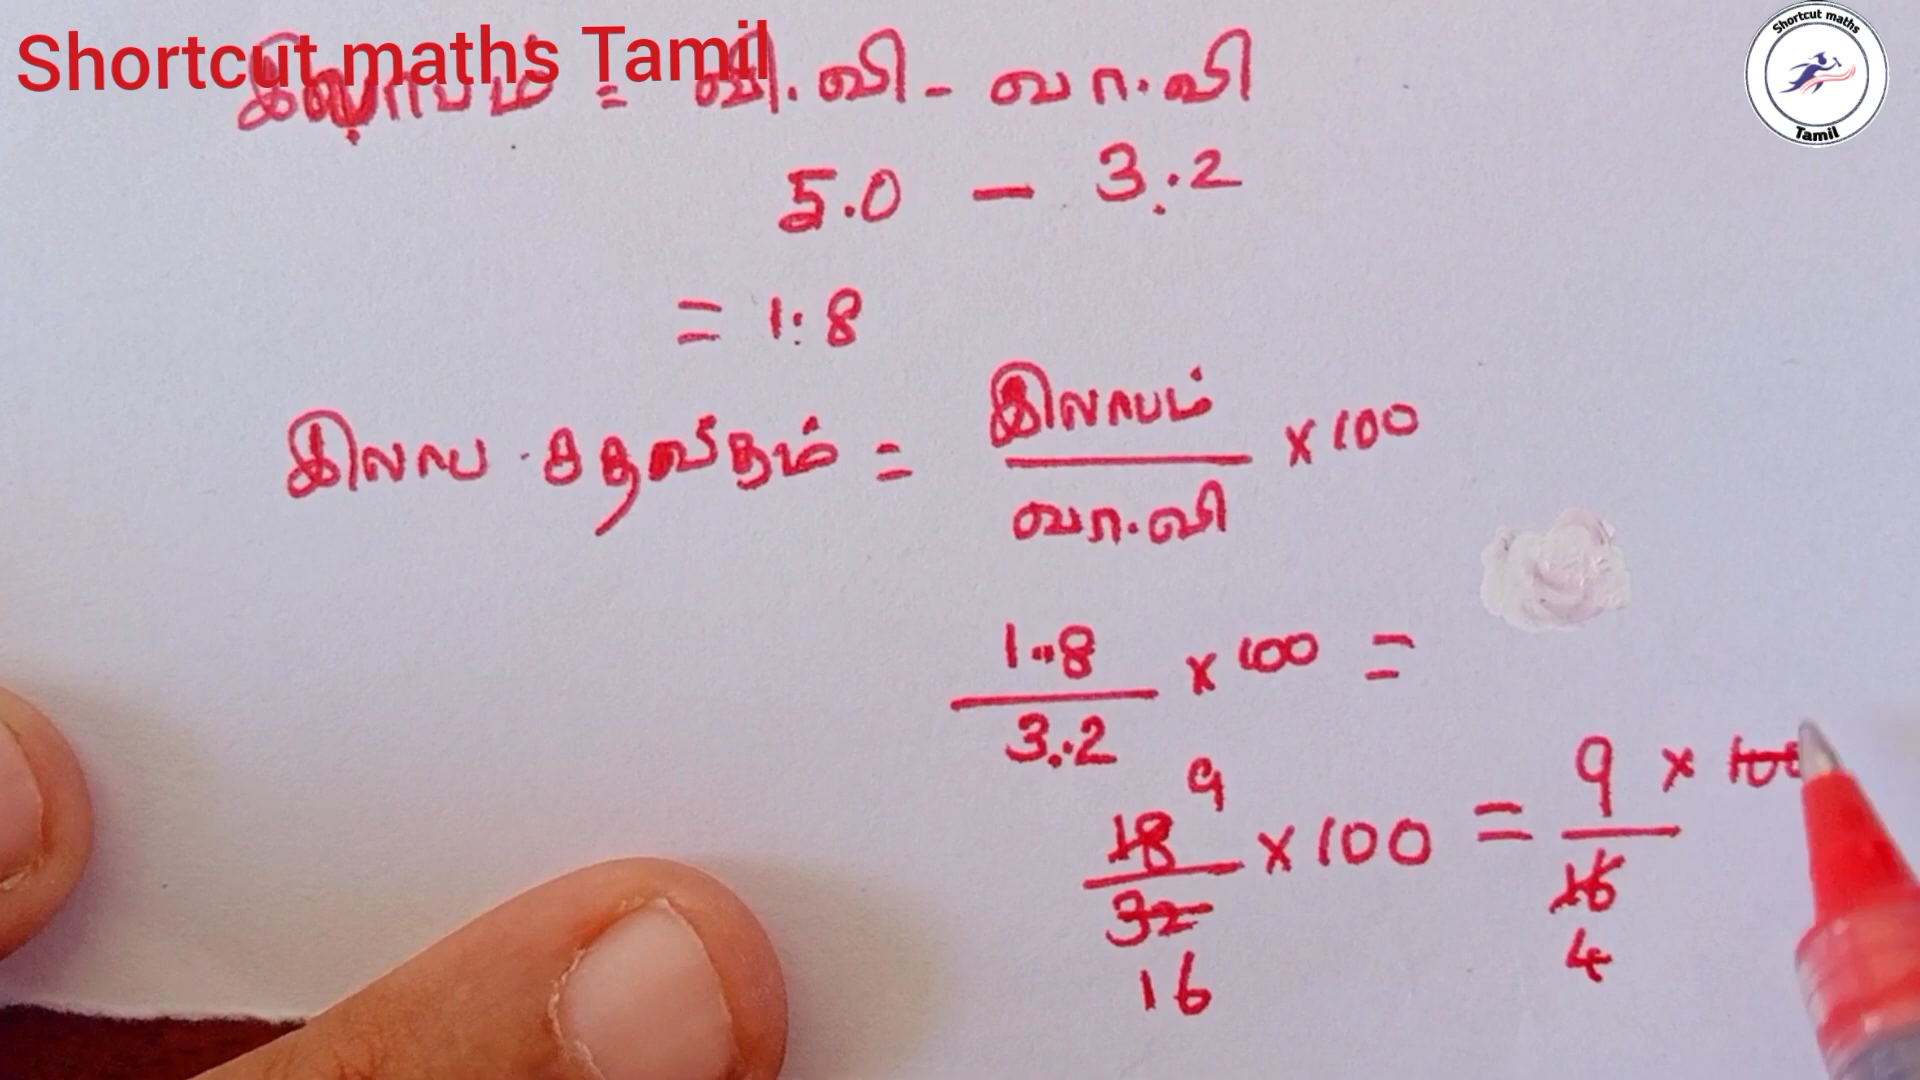 Shortcut maths Tamil
Shortcut maths
Tamil
இலாபம் = வி.வி - வா.வி
5.0 - 3.2
= 1.8
இலாப சதவீதம் = இலாபம் / வா.வி × 100
1.8 / 3.2 × 100 =
9
18 / 32 × 100 = 9 × 100 / 16
16
4